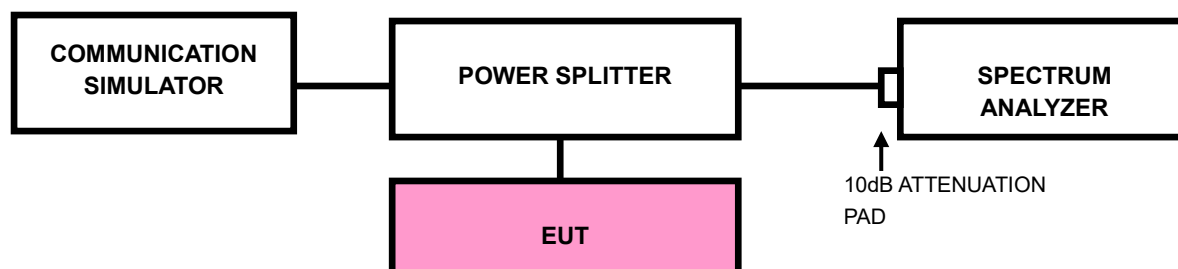 COMMUNICATION
SIMULATOR
POWER SPLITTER
SPECTRUM
ANALYZER
10dB ATTENUATION
PAD
EUT